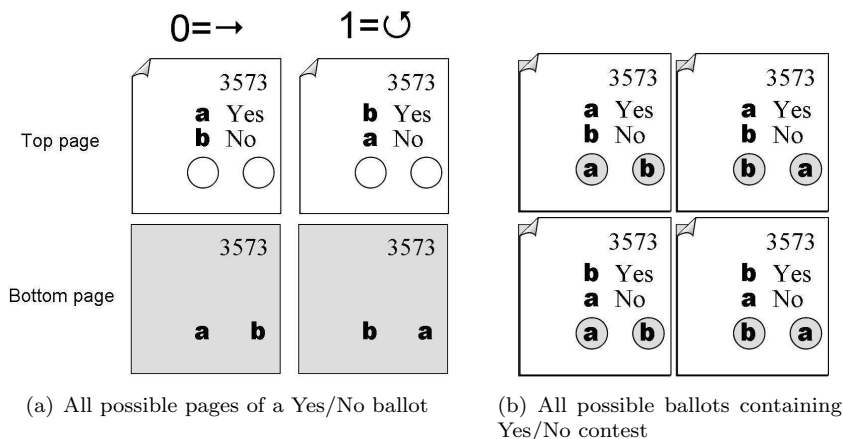 0=→ 1=↺
3573 3573
a Yes b Yes
Top page
b No a No
3573 3573
Bottom page
a b b a
(a) All possible pages of a Yes/No ballot
3573 3573
a Yes a Yes
b No b No
a b b a
3573 3573
b Yes b Yes
a No a No
a b b a
(b) All possible ballots containing
Yes/No contest